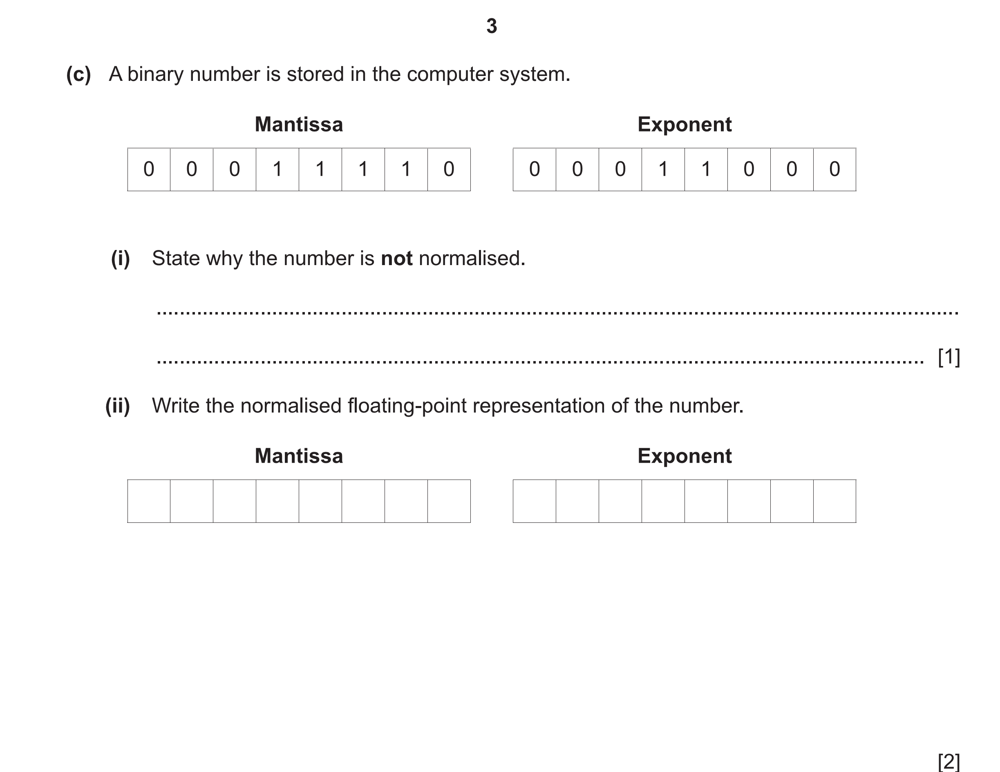 3
(c) A binary number is stored in the computer system.
Mantissa Exponent
0 0 0 1 1 1 1 0 0 0 0 1 1 0 0 0
(i) State why the number is not normalised.
[1]
(ii) Write the normalised floating-point representation of the number.
Mantissa Exponent
[2]